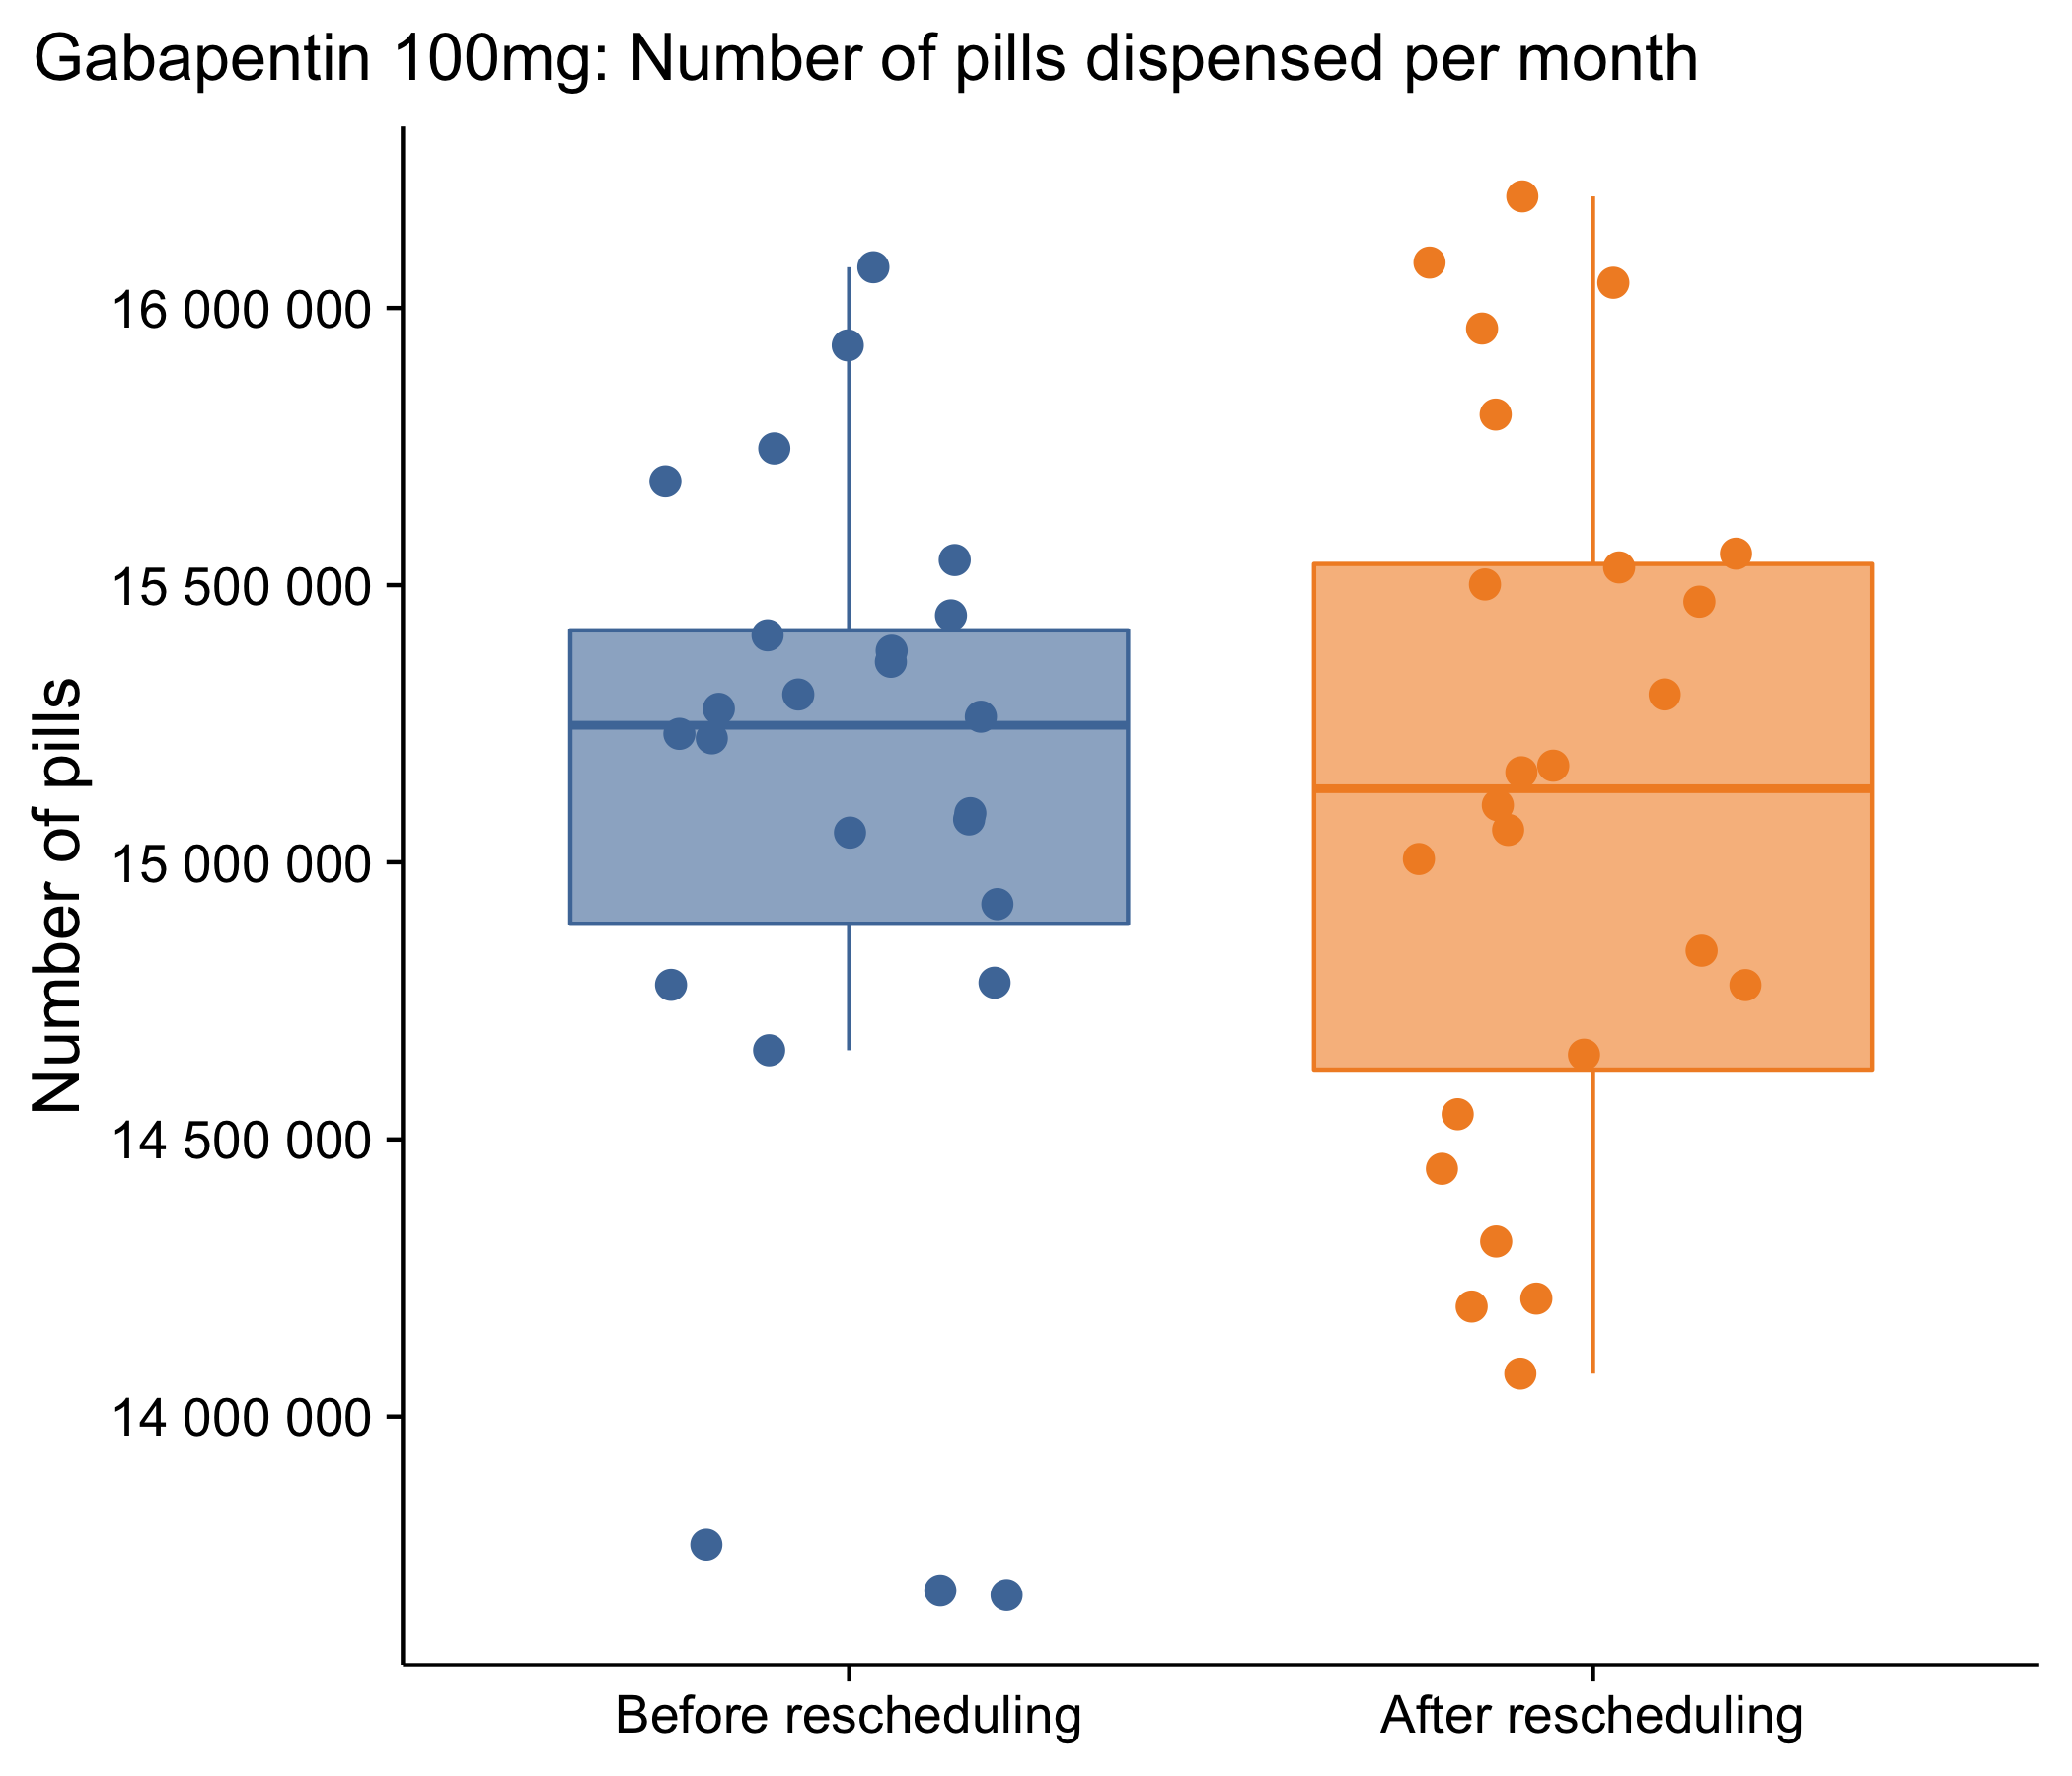 Gabapentin 100mg: Number of pills dispensed per month
Number of pills
16 000 000
15 500 000
15 000 000
14 500 000
14 000 000
Before rescheduling
After rescheduling